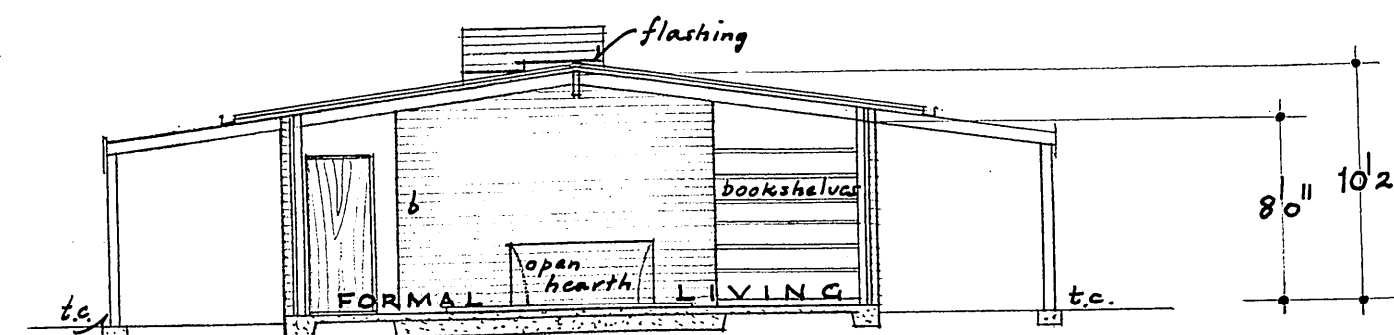 flashing
bookshelves
8'0"
10'2
b
open
hearth
FORMAL LIVING
t.c.
t.c.